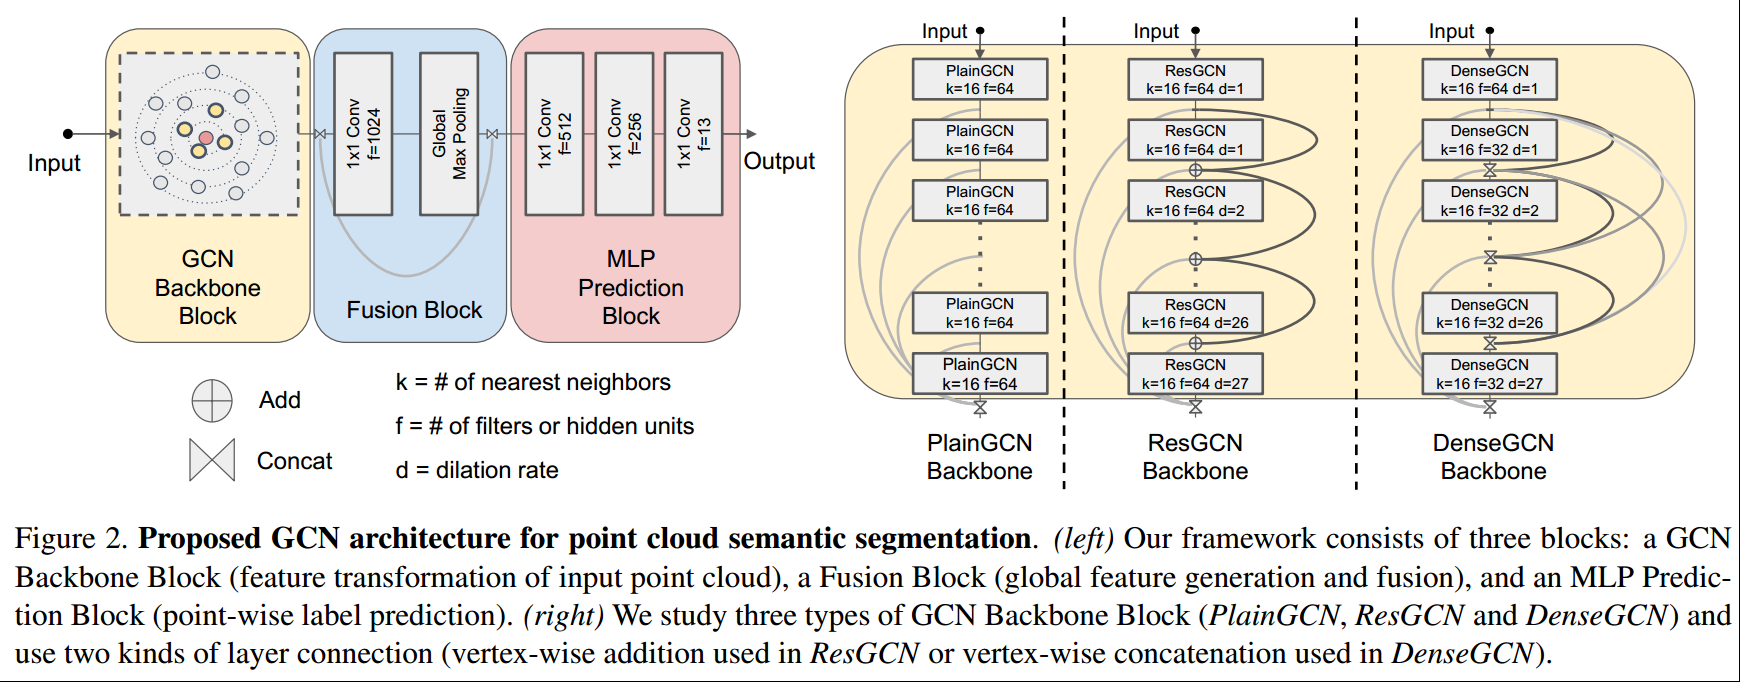 Input
1x1 Conv
f=1024
Global
Max Pooling
1x1 Conv
f=512
1x1 Conv
f=256
1x1 Conv
f=13
Output
GCN
Backbone
Block
Fusion Block
MLP
Prediction
Block
Add
Concat
k = # of nearest neighbors
f = # of filters or hidden units
d = dilation rate
Input
PlainGCN
k=16 f=64
PlainGCN
k=16 f=64
PlainGCN
k=16 f=64
PlainGCN
k=16 f=64
PlainGCN
k=16 f=64
PlainGCN
Backbone
Input
ResGCN
k=16 f=64 d=1
ResGCN
k=16 f=64 d=1
ResGCN
k=16 f=64 d=2
ResGCN
k=16 f=64 d=26
ResGCN
k=16 f=64 d=27
ResGCN
Backbone
Input
DenseGCN
k=16 f=64 d=1
DenseGCN
k=16 f=32 d=1
DenseGCN
k=16 f=32 d=2
DenseGCN
k=16 f=32 d=26
DenseGCN
k=16 f=32 d=27
DenseGCN
Backbone
Figure 2. Proposed GCN architecture for point cloud semantic segmentation. (left) Our framework consists of three blocks: a GCN
Backbone Block (feature transformation of input point cloud), a Fusion Block (global feature generation and fusion), and an MLP Predic-
tion Block (point-wise label prediction). (right) We study three types of GCN Backbone Block (PlainGCN, ResGCN and DenseGCN) and
use two kinds of layer connection (vertex-wise addition used in ResGCN or vertex-wise concatenation used in DenseGCN).